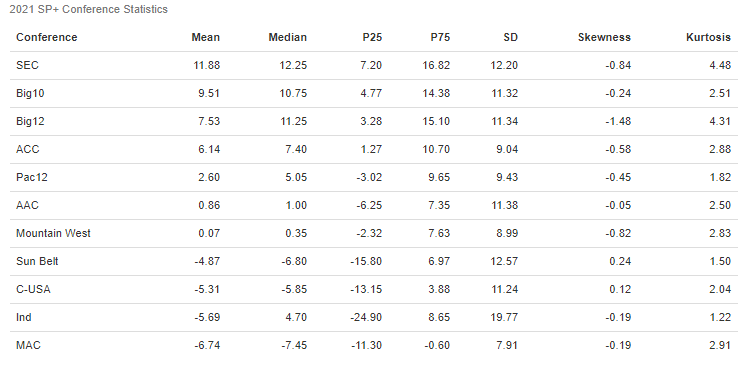 2021 SP+ Conference Statistics
Conference Mean Median P25 P75 SD Skewness Kurtosis
SEC 11.88 12.25 7.20 16.82 12.20 -0.84 4.48
Big10 9.51 10.75 4.77 14.38 11.32 -0.24 2.51
Big12 7.53 11.25 3.28 15.10 11.34 -1.48 4.31
ACC 6.14 7.40 1.27 10.70 9.04 -0.58 2.88
Pac12 2.60 5.05 -3.02 9.65 9.43 -0.45 1.82
AAC 0.86 1.00 -6.25 7.35 11.38 -0.05 2.50
Mountain West 0.07 0.35 -2.32 7.63 8.99 -0.82 2.83
Sun Belt -4.87 -6.80 -15.80 6.97 12.57 0.24 1.50
C-USA -5.31 -5.85 -13.15 3.88 11.24 0.12 2.04
Ind -5.69 4.70 -24.90 8.65 19.77 -0.19 1.22
MAC -6.74 -7.45 -11.30 -0.60 7.91 -0.19 2.91